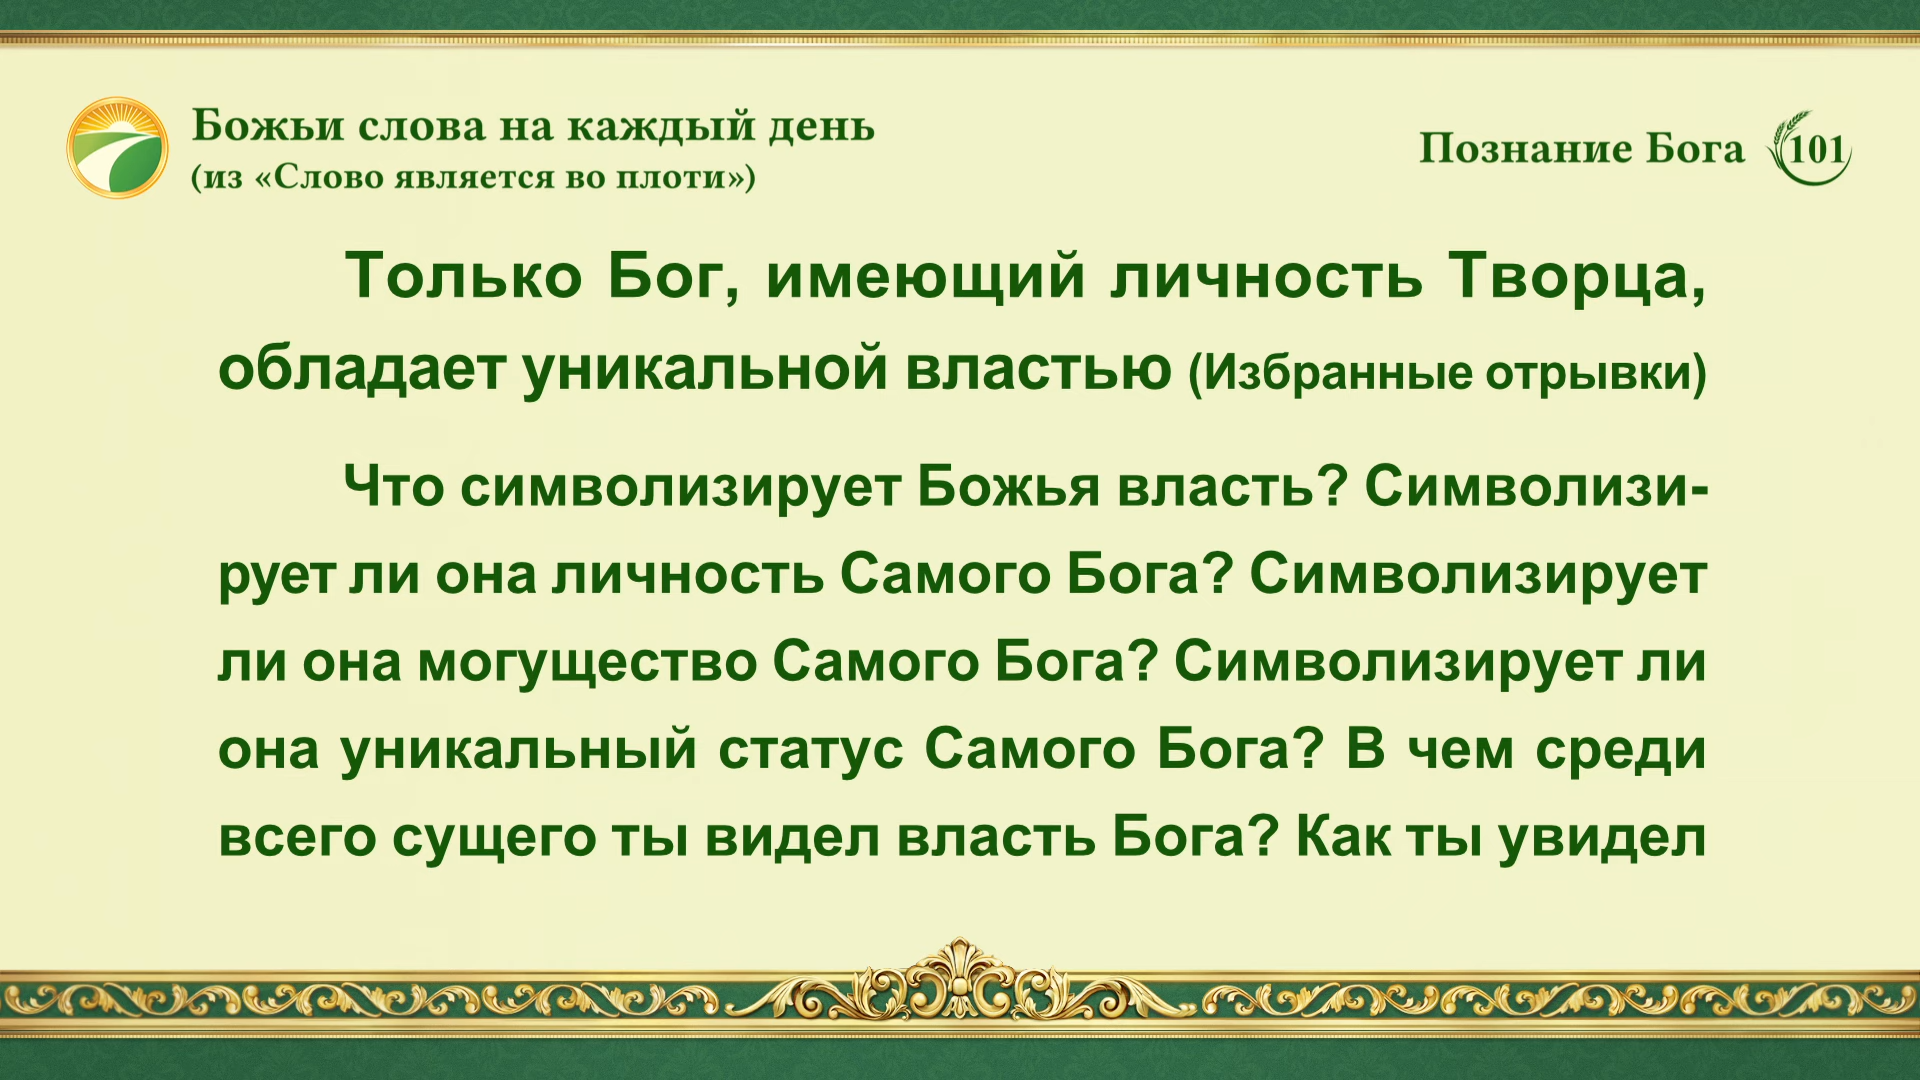 Божьи слова на каждый день
(из «Слово является во плоти»)
Познание Бога 101
Только Бог, имеющий личность Творца,
обладает уникальной властью (Избранные отрывки)
Что символизирует Божья власть? Символизи-
рует ли она личность Самого Бога? Символизирует
ли она могущество Самого Бога? Символизирует ли
она уникальный статус Самого Бога? В чем среди
всего сущего ты видел власть Бога? Как ты увидел